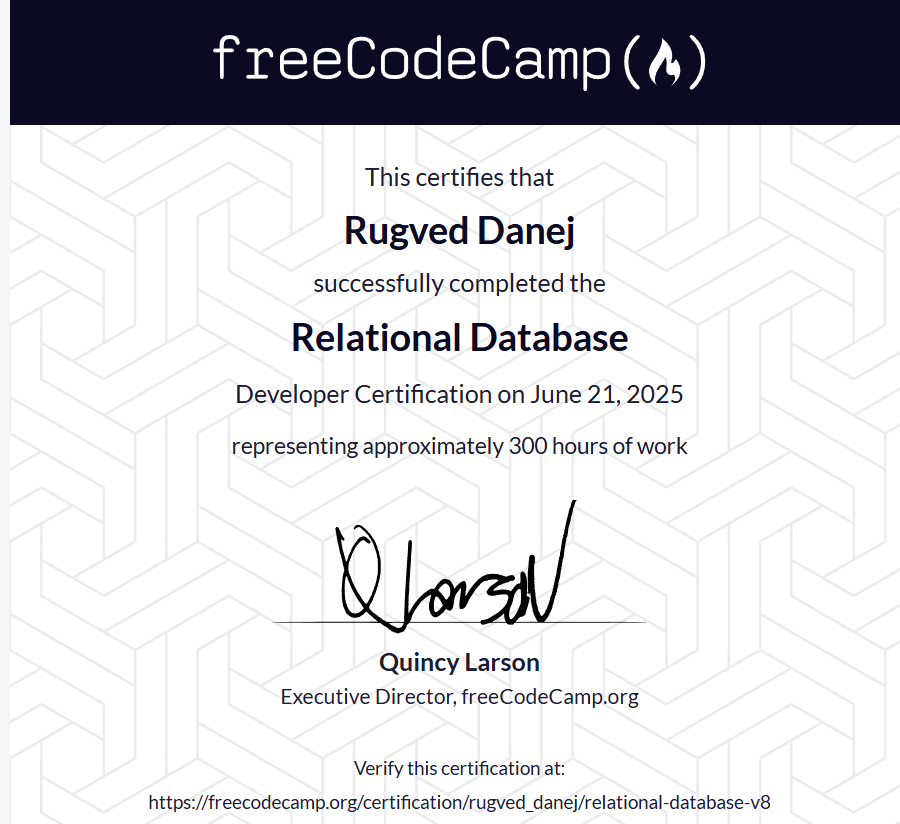 freeCodeCamp(🔥)
This certifies that
Rugved Danej
successfully completed the
Relational Database
Developer Certification on June 21, 2025
representing approximately 300 hours of work
QLarson
Quincy Larson
Executive Director, freeCodeCamp.org
Verify this certification at:
https://freecodecamp.org/certification/rugved_danej/relational-database-v8